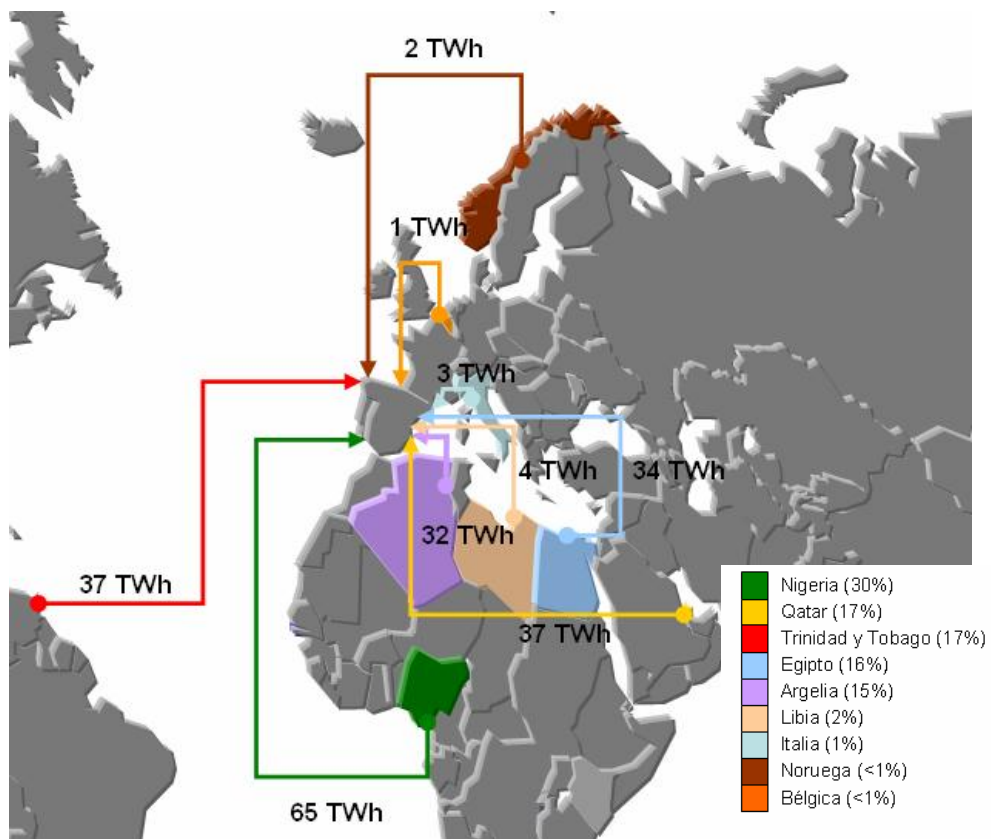 2 TWh
1 TWh
3 TWh
4 TWh
34 TWh
32 TWh
37 TWh
37 TWh
65 TWh
Nigeria (30%)
Qatar (17%)
Trinidad y Tobago (17%)
Egipto (16%)
Argelia (15%)
Libia (2%)
Italia (1%)
Noruega (<1%)
Bélgica (<1%)